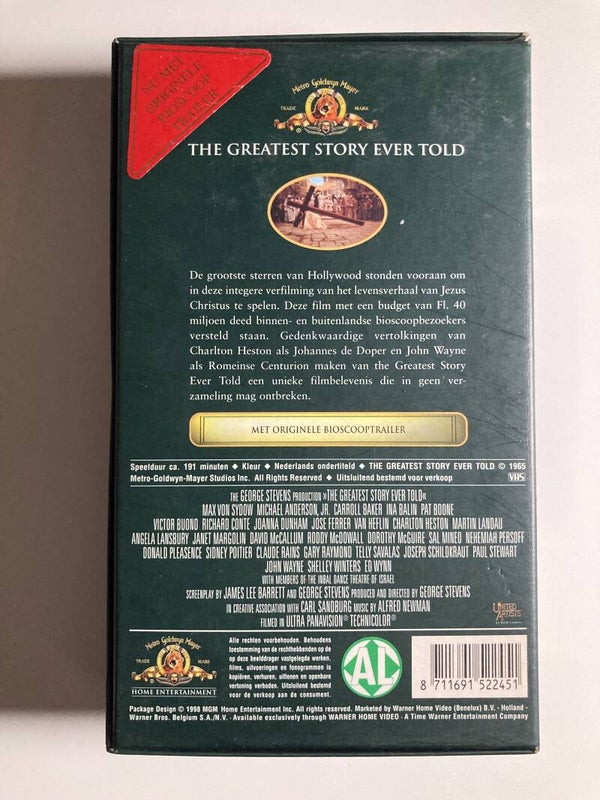 NU MET
ORIGINELE
BIOSCOOP
TRAILER
Metro Goldwyn Mayer
TRADE MARK
THE GREATEST STORY EVER TOLD
De grootste sterren van Hollywood stonden vooraan om
in deze integere verfilming van het levensverhaal van Jezus
Christus te spelen. Deze film met een budget van Fl. 40
miljoen deed binnen- en buitenlandse bioscoopbezoekers
versteld staan. Gedenkwaardige vertolkingen van
Charlton Heston als Johannes de Doper en John Wayne
als Romeinse Centurion maken van the Greatest Story
Ever Told een unieke filmbelevenis die in geen ver-
zameling mag ontbreken.
MET ORIGINELE BIOSCOOPTRAILER
Speelduur ca. 191 minuten ◆ Kleur ◆ Nederlands ondertiteld ◆ THE GREATEST STORY EVER TOLD © 1965
Metro-Goldwyn-Mayer Studios Inc. All Rights Reserved ◆ Uitsluitend bestemd voor verkoop VHS
THE GEORGE STEVENS PRODUCTION »THE GREATEST STORY EVER TOLD«
MAX VON SYDOW MICHAEL ANDERSON, JR. CARROLL BAKER INA BALIN PAT BOONE
VICTOR BUONO RICHARD CONTE JOANNA DUNHAM JOSE FERRER VAN HEFLIN CHARLTON HESTON MARTIN LANDAU
ANGELA LANSBURY JANET MARGOLIN DAVID McCALLUM RODDY McDOWALL DOROTHY McGUIRE SAL MINEO NEHEMIAH PERSOFF
DONALD PLEASENCE SIDNEY POITIER CLAUDE RAINS GARY RAYMOND TELLY SAVALAS JOSEPH SCHILDKRAUT PAUL STEWART
JOHN WAYNE SHELLEY WINTERS ED WYNN
WITH MEMBERS OF THE INBAL DANCE THEATRE OF ISRAEL
SCREENPLAY BY JAMES LEE BARRETT AND GEORGE STEVENS PRODUCED AND DIRECTED BY GEORGE STEVENS
IN CREATIVE ASSOCIATION WITH CARL SANDBURG MUSIC BY ALFRED NEWMAN
FILMED IN ULTRA PANAVISION® TECHNICOLOR®
UNITED
ARTISTS
Metro Goldwyn Mayer
TRADE MARK
HOME ENTERTAINMENT
Alle rechten voorbehouden. Behoudens
toestemming van de rechthebbenden op de
op deze beelddrager vastgelegde werken,
films, uitvoeringen en fonogrammen is
kopiëren, verhuren, uitlenen en openbare
vertoning verboden. Uitsluitend bestemd
voor de verkoop aan de consument.
AL
8 711691 522451
Package Design © 1998 MGM Home Entertainment Inc. All rights reserved. Marketed by Warner Home Video (Benelux) B.V. - Holland -
Warner Bros. Belgium S.A./N.V. - Available exclusively through WARNER HOME VIDEO - A Time Warner Entertainment Company